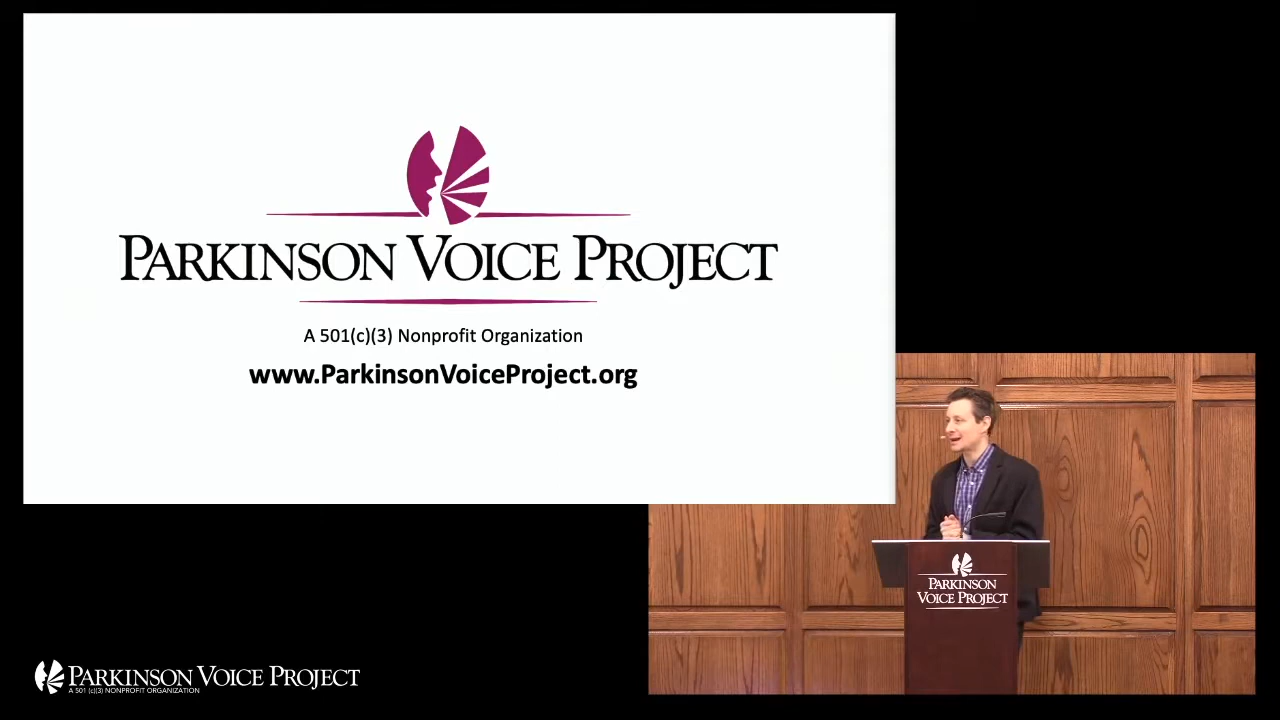 PARKINSON VOICE PROJECT
A 501(c)(3) Nonprofit Organization
www.ParkinsonVoiceProject.org
PARKINSON
VOICE PROJECT
PARKINSON VOICE PROJECT
A 501 (c)(3) NONPROFIT ORGANIZATION